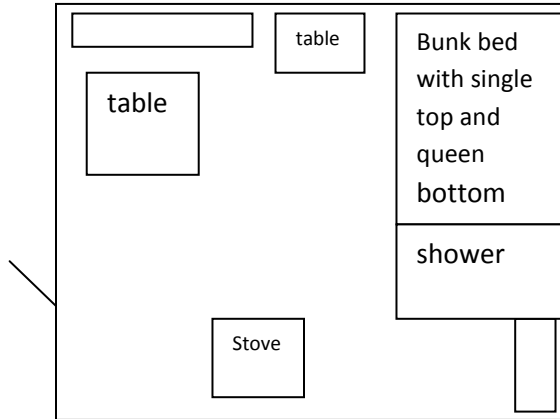 table
Bunk bed
with single
top and
queen
bottom
table
shower
Stove